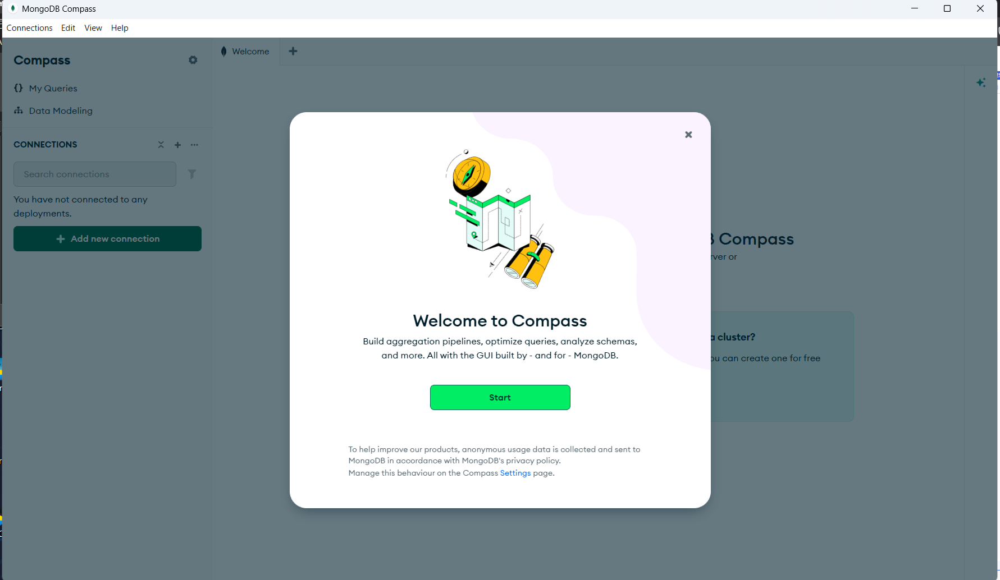 MongoDB Compass
Connections Edit View Help
Compass
My Queries
Data Modeling
CONNECTIONS
Search connections
You have not connected to any
deployments.
Add new connection
Welcome
Compass
or
a cluster?
can create one for free
Welcome to Compass
Build aggregation pipelines, optimize queries, analyze schemas,
and more. All with the GUI built by - and for - MongoDB.
Start
To help improve our products, anonymous usage data is collected and sent to
MongoDB in accordance with MongoDB's privacy policy.
Manage this behaviour on the Compass Settings page.